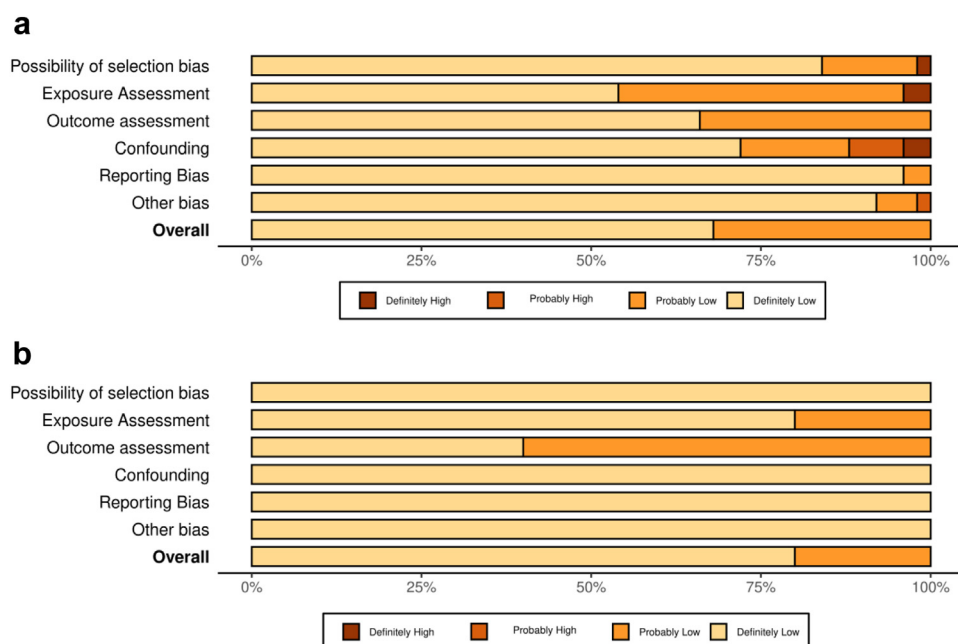 a
Possibility of selection bias
Exposure Assessment
Outcome assessment
Confounding
Reporting Bias
Other bias
Overall
0% 25% 50% 75% 100%
Definitely High Probably High Probably Low Definitely Low
b
Possibility of selection bias
Exposure Assessment
Outcome assessment
Confounding
Reporting Bias
Other bias
Overall
0% 25% 50% 75% 100%
Definitely High Probably High Probably Low Definitely Low